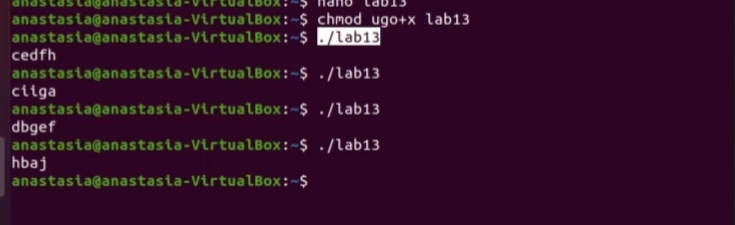 anastasia@anastasia-VirtualBox:~$ nano lab13
anastasia@anastasia-VirtualBox:~$ chmod ugo+x lab13
anastasia@anastasia-VirtualBox:~$ ./lab13
cedfh
anastasia@anastasia-VirtualBox:~$ ./lab13
ciiga
anastasia@anastasia-VirtualBox:~$ ./lab13
dbgef
anastasia@anastasia-VirtualBox:~$ ./lab13
hbaj
anastasia@anastasia-VirtualBox:~$